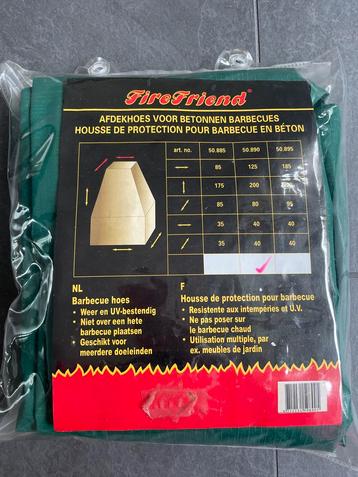 FireFriend®
AFDEKHOES VOOR BETONNEN BARBECUES
HOUSSE DE PROTECTION POUR BARBECUE EN BÉTON
art. no. 50.885 50.890 50.895
85 125 185
175 200
85 80 95
35 40 40
35 40 40
NL
Barbecue hoes
• Weer en UV-bestendig
• Niet over een hete
barbecue plaatsen
• Geschikt voor
meerdere doeleinden
F
Housse de protection pour barbecue
• Resistente aux intempéries et U.V.
• Ne pas poser sur
le barbecue chaud
• Utilisation multiple, par
ex. meubles de jardin